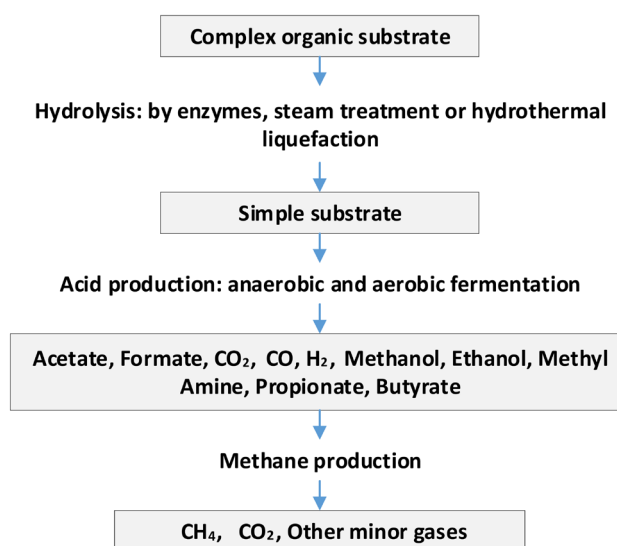 Complex organic substrate
Hydrolysis: by enzymes, steam treatment or hydrothermal
liquefaction
Simple substrate
Acid production: anaerobic and aerobic fermentation
Acetate, Formate, CO₂, CO, H₂, Methanol, Ethanol, Methyl
Amine, Propionate, Butyrate
Methane production
CH₄, CO₂, Other minor gases